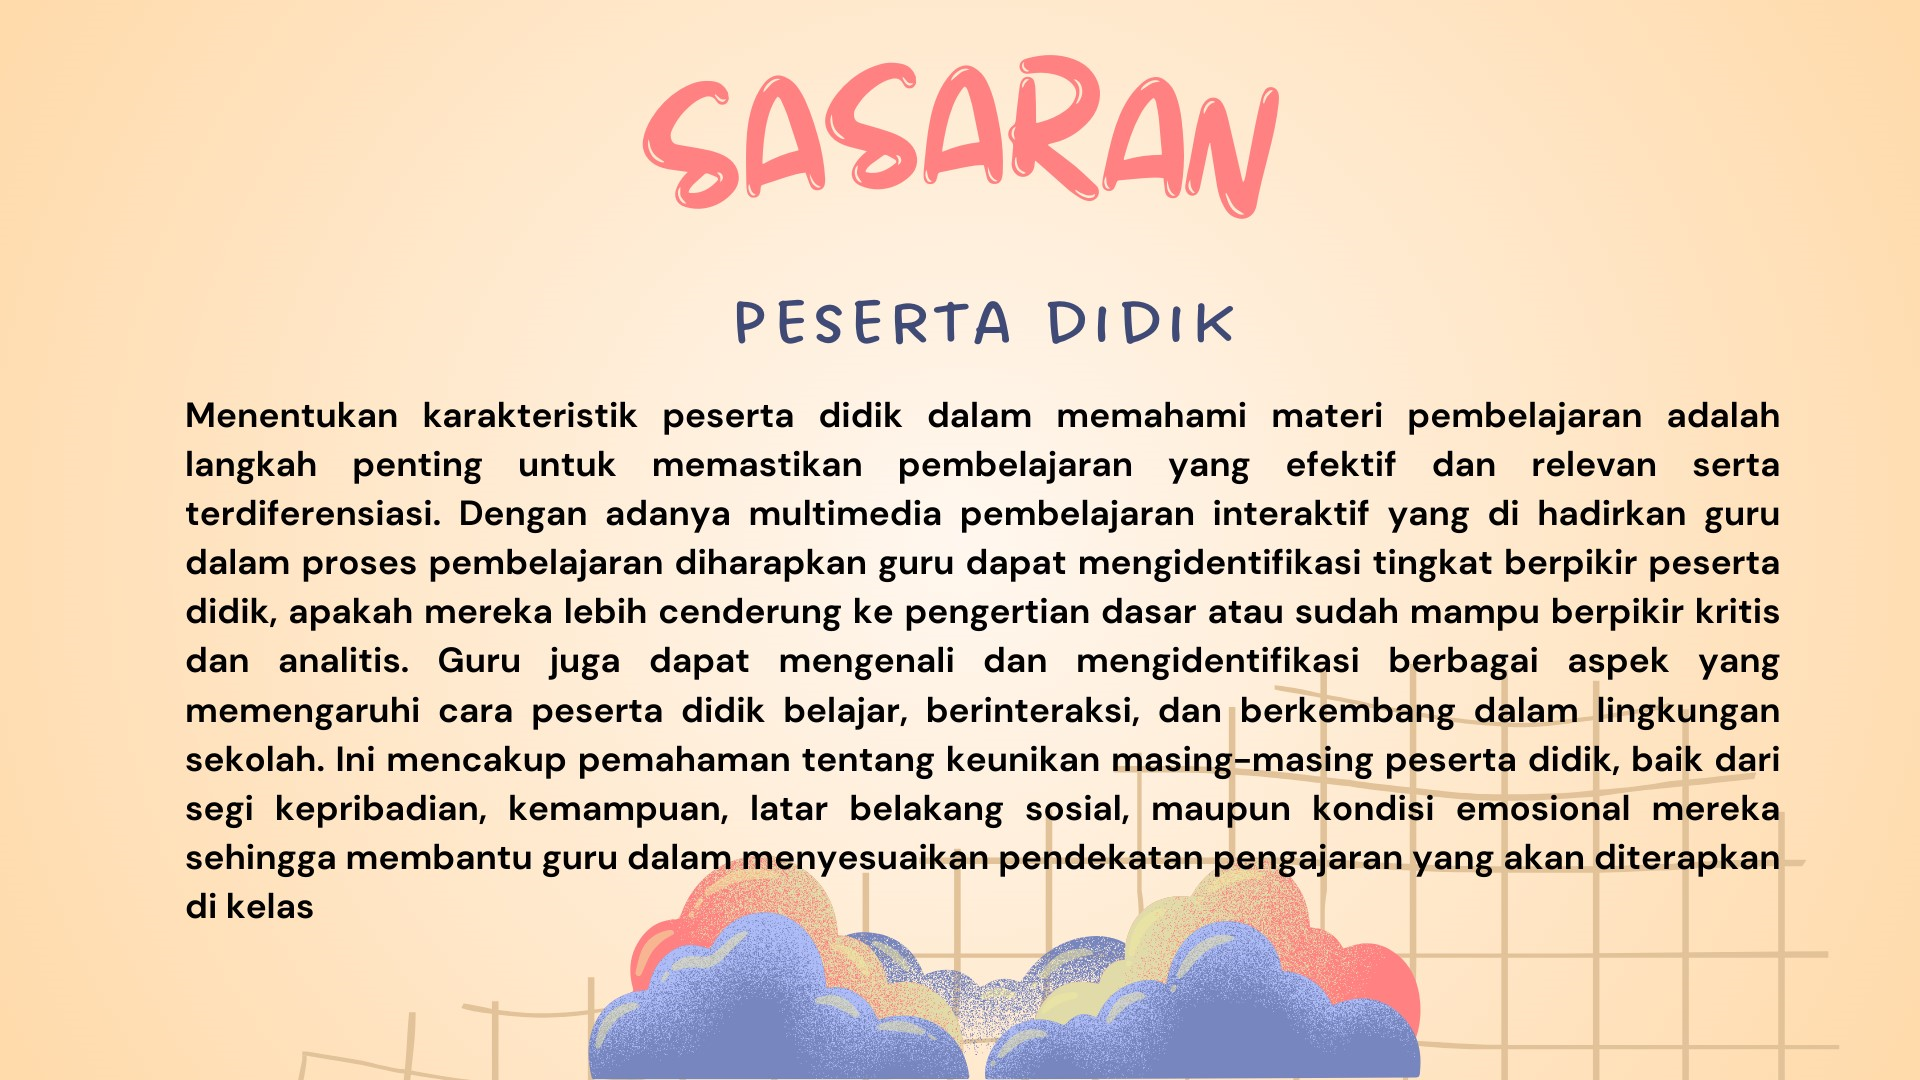 SASARAN
PESERTA DIDIK
Menentukan karakteristik peserta didik dalam memahami materi pembelajaran adalah
langkah penting untuk memastikan pembelajaran yang efektif dan relevan serta
terdiferensiasi. Dengan adanya multimedia pembelajaran interaktif yang di hadirkan guru
dalam proses pembelajaran diharapkan guru dapat mengidentifikasi tingkat berpikir peserta
didik, apakah mereka lebih cenderung ke pengertian dasar atau sudah mampu berpikir kritis
dan analitis. Guru juga dapat mengenali dan mengidentifikasi berbagai aspek yang
memengaruhi cara peserta didik belajar, berinteraksi, dan berkembang dalam lingkungan
sekolah. Ini mencakup pemahaman tentang keunikan masing-masing peserta didik, baik dari
segi kepribadian, kemampuan, latar belakang sosial, maupun kondisi emosional mereka
sehingga membantu guru dalam menyesuaikan pendekatan pengajaran yang akan diterapkan
di kelas